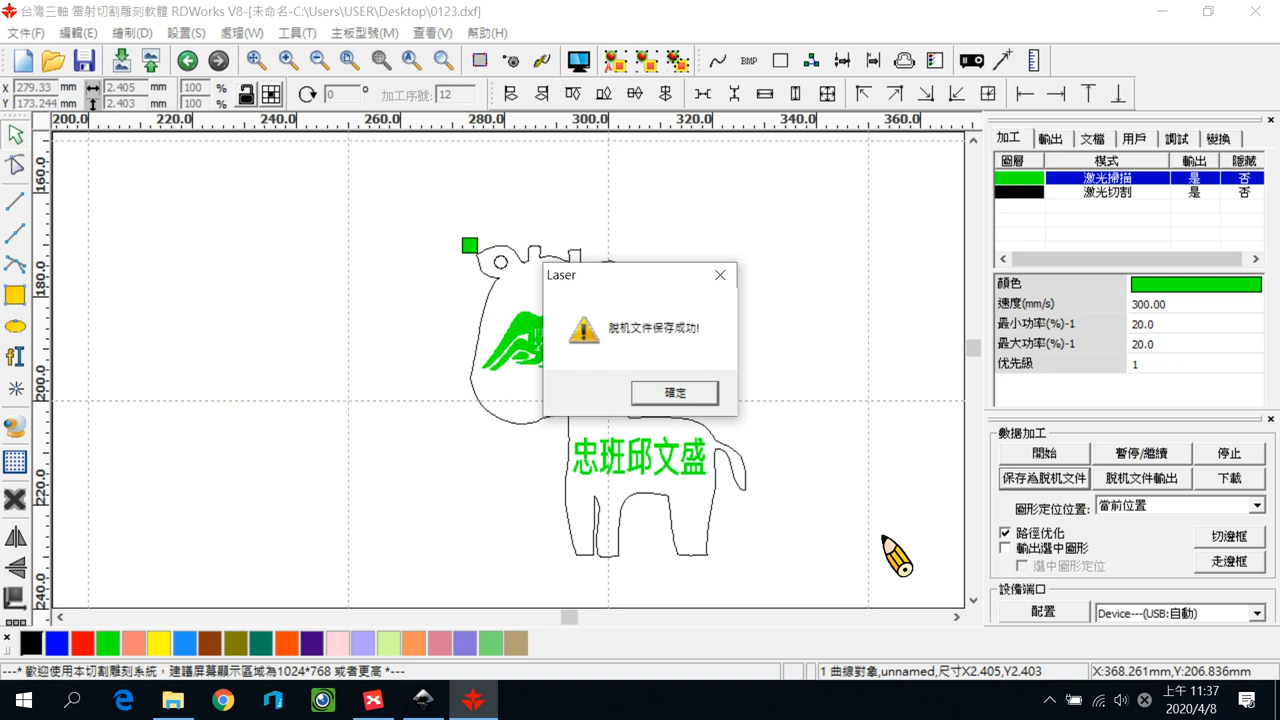 台灣三軸 雷射切割雕刻軟體 RDWorks V8-[未命名-C:\Users\USER\Desktop\0123.dxf]
文件(F) 編輯(E) 繪制(D) 設置(S) 處理(W) 工具(T) 主板型號(M) 查看(V) 幫助(H)
BMP
X 279.33 mm 2.405 mm 100 %
Y 173.244 mm 2.403 mm 100 %
0 °
加工序號: 12
200.0 220.0 240.0 260.0 280.0 300.0 320.0 340.0 360.0
160.0
180.0
200.0
220.0
240.0
Laser
脱机文件保存成功!
確定
忠班邱文盛
加工 輸出 文檔 用戶 調試 變換
圖層 模式 輸出 隱藏
激光掃描 是 否
激光切割 是 否
顏色
速度(mm/s) 300.00
最小功率(%)-1 20.0
最大功率(%)-1 20.0
优先級 1
數据加工
開始 暫停/繼續 停止
保存為脫机文件 脫机文件輸出 下載
圖形定位位置: 當前位置
路徑优化
輸出選中圖形
選中圖形定位
切邊框
走邊框
設備端口
配置 Device---(USB:自動)
---* 歡迎使用本切割雕刻系統，建議屏幕顯示區域為1024*768 或者更高 *---
1 曲線對象,unnamed,尺寸X2.405,Y2.403
X:368.261mm,Y:206.836mm
上午 11:37
2020/4/8